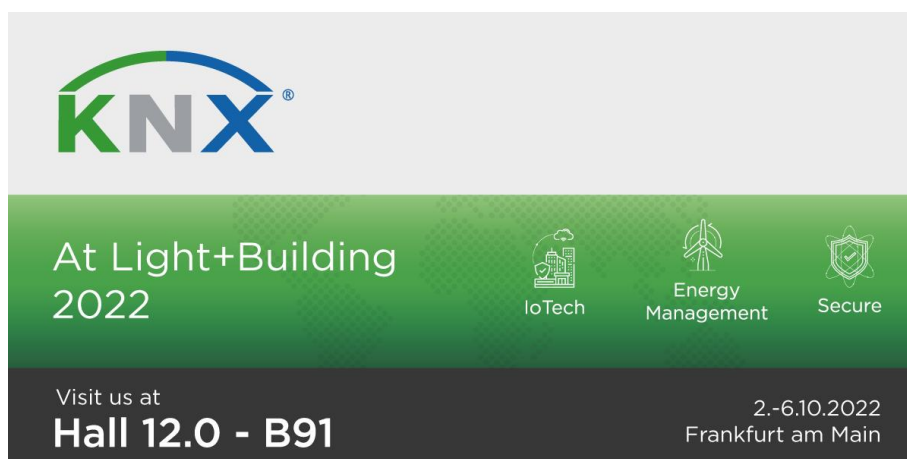 KNX®
At Light+Building
2022
IoTech
Energy
Management
Secure
Visit us at
Hall 12.0 - B91
2.-6.10.2022
Frankfurt am Main